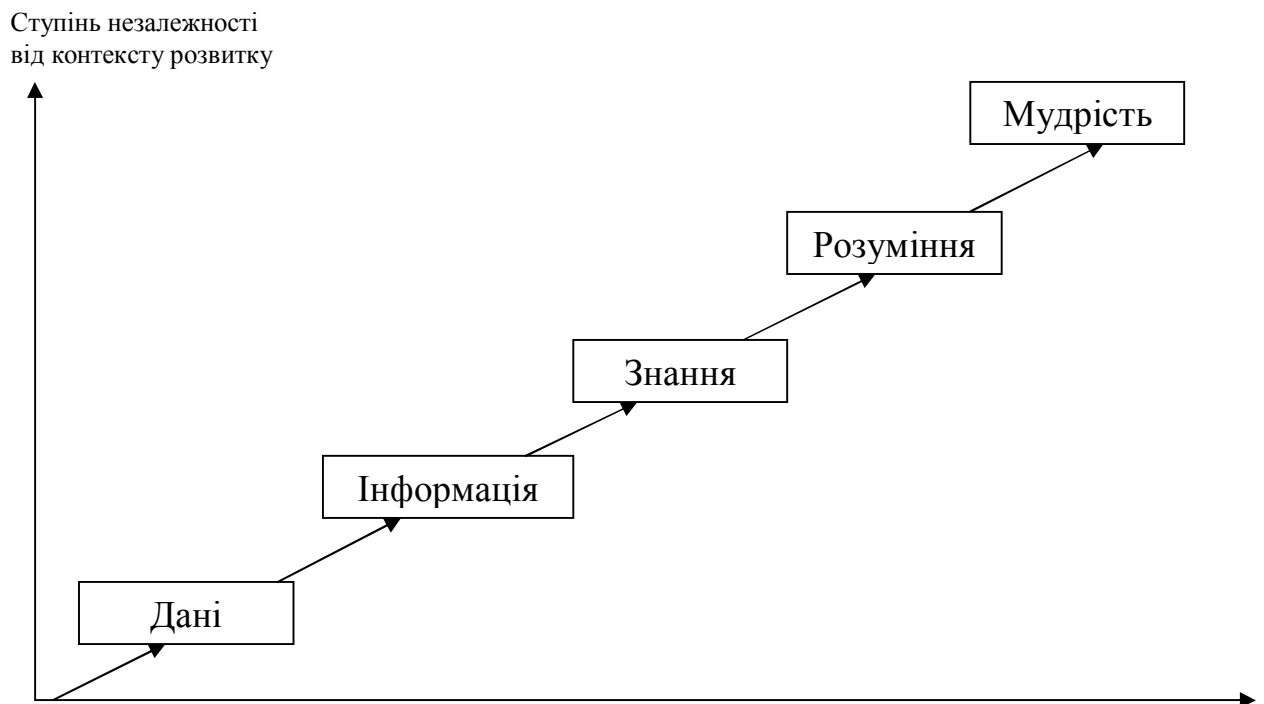 Ступінь незалежності
від контексту розвитку
Мудрість
Розуміння
Знання
Інформація
Дані